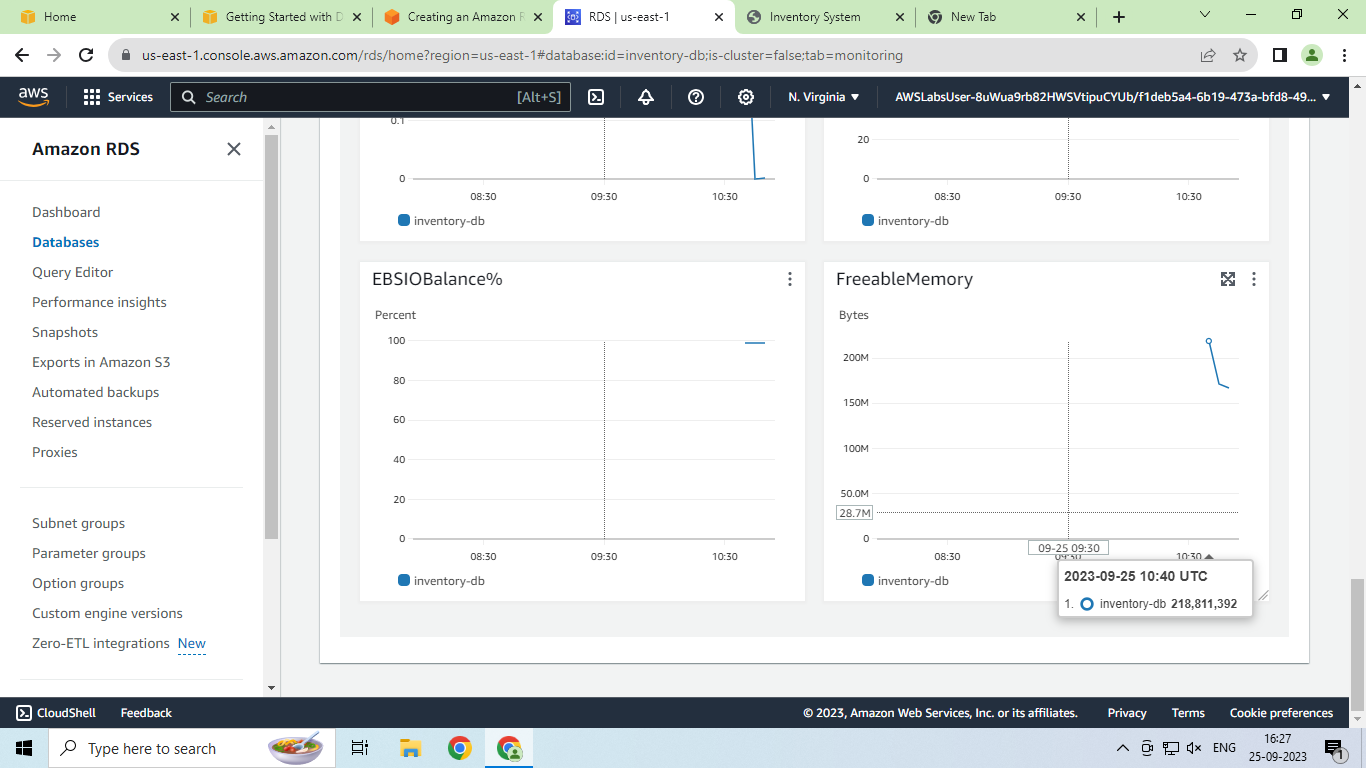 Home
Getting Started with D
Creating an Amazon R
RDS | us-east-1
Inventory System
New Tab
us-east-1.console.aws.amazon.com/rds/home?region=us-east-1#database:id=inventory-db;is-cluster=false;tab=monitoring
aws
Services
Search
[Alt+S]
N. Virginia
AWSLabsUser-8uWua9rb82HWSVtipuCYUb/f1deb5a4-6b19-473a-bfd8-49...
Amazon RDS
Dashboard
Databases
Query Editor
Performance insights
Snapshots
Exports in Amazon S3
Automated backups
Reserved instances
Proxies
Subnet groups
Parameter groups
Option groups
Custom engine versions
Zero-ETL integrations New
0.1
0
08:30 09:30 10:30
inventory-db
20
0
08:30 09:30 10:30
inventory-db
EBSIOBalance%
Percent
100
80
60
40
20
0
08:30 09:30 10:30
inventory-db
FreeableMemory
Bytes
200M
150M
100M
50.0M
28.7M
0
09-25 09:30
08:30 09:30 10:30
inventory-db
2023-09-25 10:40 UTC
1. inventory-db 218,811,392
CloudShell
Feedback
© 2023, Amazon Web Services, Inc. or its affiliates.
Privacy
Terms
Cookie preferences
Type here to search
ENG
16:27
25-09-2023
1